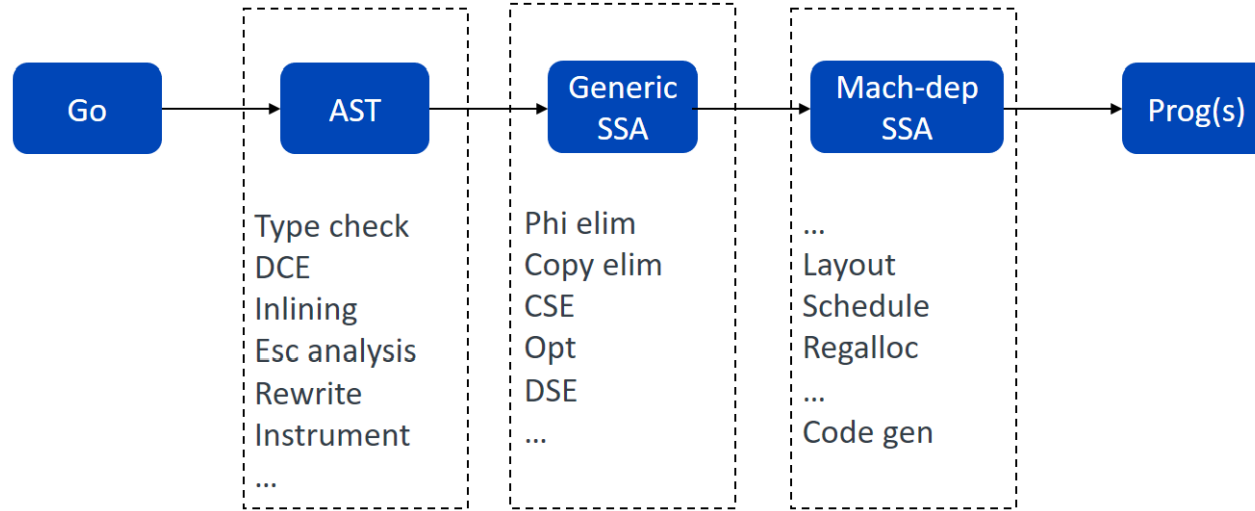 Go
AST
Generic
SSA
Mach-dep
SSA
Prog(s)
Type check
DCE
Inlining
Esc analysis
Rewrite
Instrument
…
Phi elim
Copy elim
CSE
Opt
DSE
…
…
Layout
Schedule
Regalloc
…
Code gen